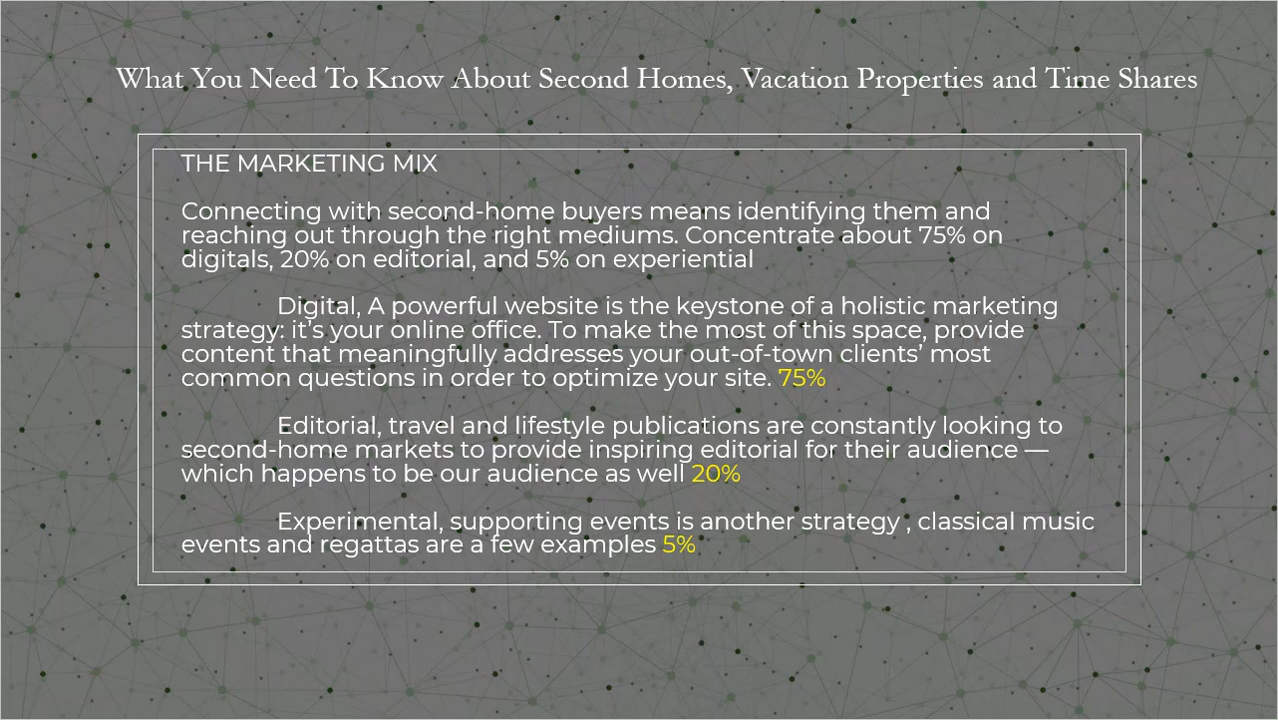 What You Need To Know About Second Homes, Vacation Properties and Time Shares
THE MARKETING MIX
Connecting with second-home buyers means identifying them and
reaching out through the right mediums. Concentrate about 75% on
digitals, 20% on editorial, and 5% on experiential
Digital, A powerful website is the keystone of a holistic marketing
strategy: it’s your online office. To make the most of this space, provide
content that meaningfully addresses your out-of-town clients’ most
common questions in order to optimize your site. 75%
Editorial, travel and lifestyle publications are constantly looking to
second-home markets to provide inspiring editorial for their audience —
which happens to be our audience as well 20%
Experimental, supporting events is another strategy , classical music
events and regattas are a few examples 5%